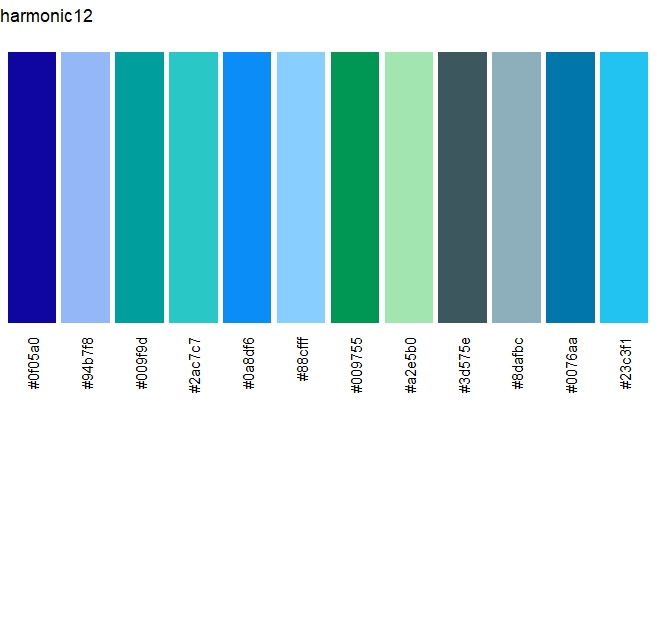 harmonic12
#0f05a0
#94b7f8
#009f9d
#2ac7c7
#0a8df6
#88cfff
#009755
#a2e5b0
#3d575e
#8dafbc
#0076aa
#23c3f1